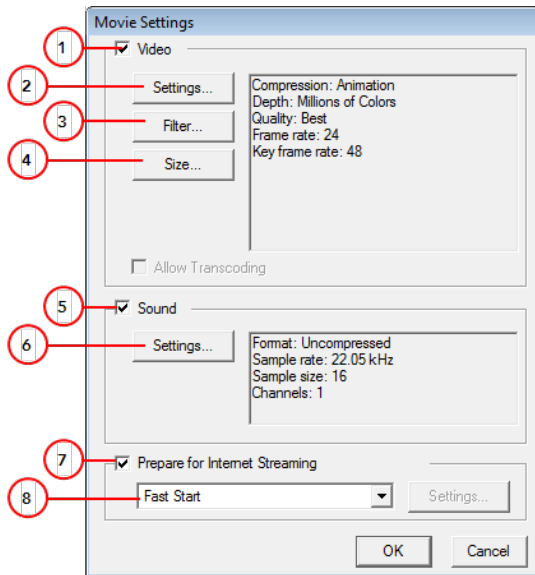 Movie Settings
1
Video
2
Settings...
3
Filter...
4
Size...
Compression: Animation
Depth: Millions of Colors
Quality: Best
Frame rate: 24
Key frame rate: 48
Allow Transcoding
5
Sound
6
Settings...
Format: Uncompressed
Sample rate: 22.05 kHz
Sample size: 16
Channels: 1
7
Prepare for Internet Streaming
8
Fast Start
Settings...
OK
Cancel